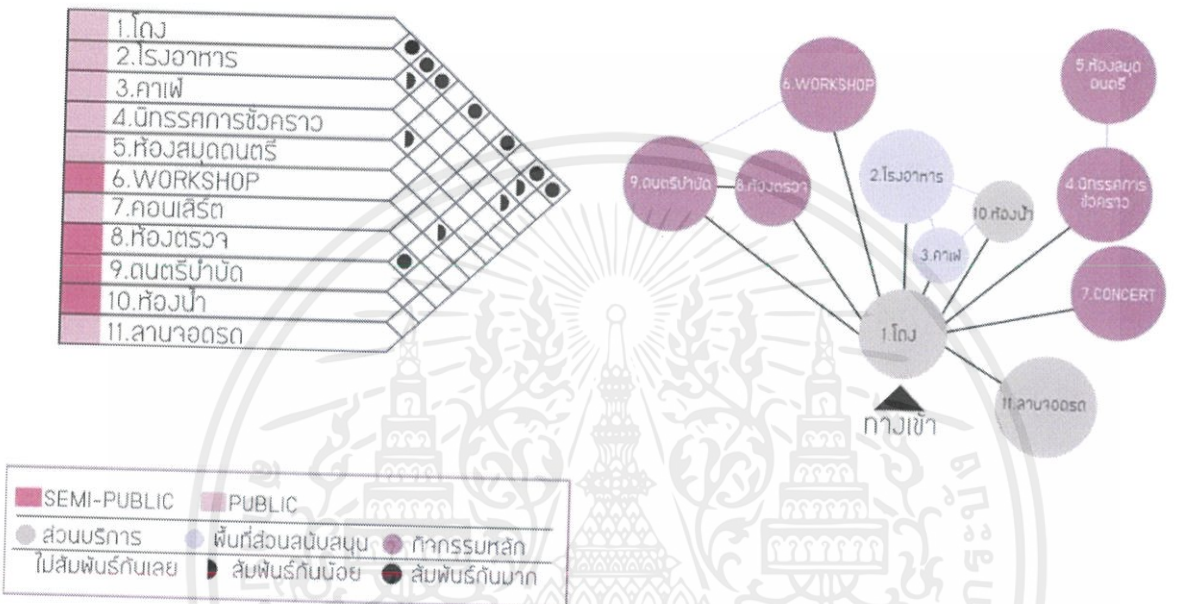 1.โถง
2.โรงอาหาร
3.คาเฟ่
4.นิทรรศการชั่วคราว
5.ห้องสมุดดนตรี
6.WORKSHOP
7.คอนเสิร์ต
8.ห้องตรวจ
9.ดนตรีบำบัด
10.ห้องน้ำ
11.ลานจอดรถ
6.WORKSHOP
5.ห้องสมุด
ดนตรี
9.ดนตรีบำบัด
8.ห้องตรวจ
2.โรงอาหาร
10.ห้องน้ำ
4.นิทรรศการ
ชั่วคราว
3.คาเฟ่
7.CONCERT
1.โถง
11.ลานจอดรถ
ทางเข้า
SEMI-PUBLIC PUBLIC
ส่วนบริการ พื้นที่ส่วนสนับสนุน กิจกรรมหลัก
ไม่สัมพันธ์กันเลย สัมพันธ์กันน้อย สัมพันธ์กันมาก